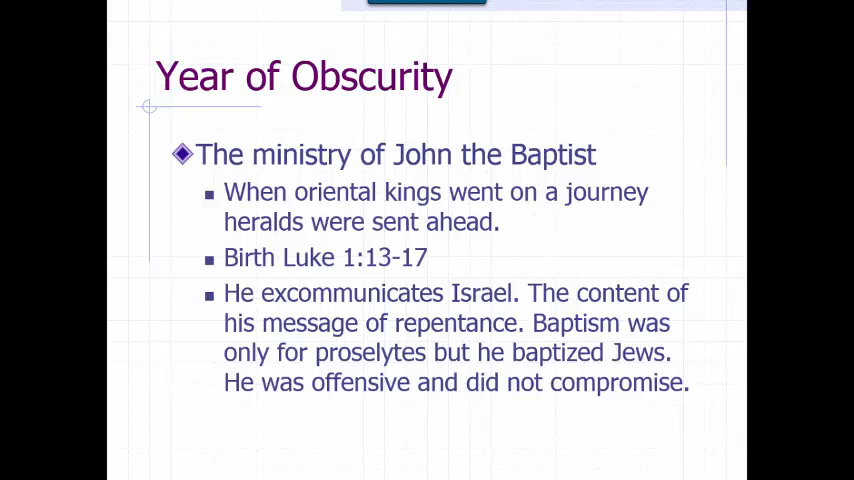 Year of Obscurity
The ministry of John the Baptist
When oriental kings went on a journey
heralds were sent ahead.
Birth Luke 1:13-17
He excommunicates Israel. The content of
his message of repentance. Baptism was
only for proselytes but he baptized Jews.
He was offensive and did not compromise.